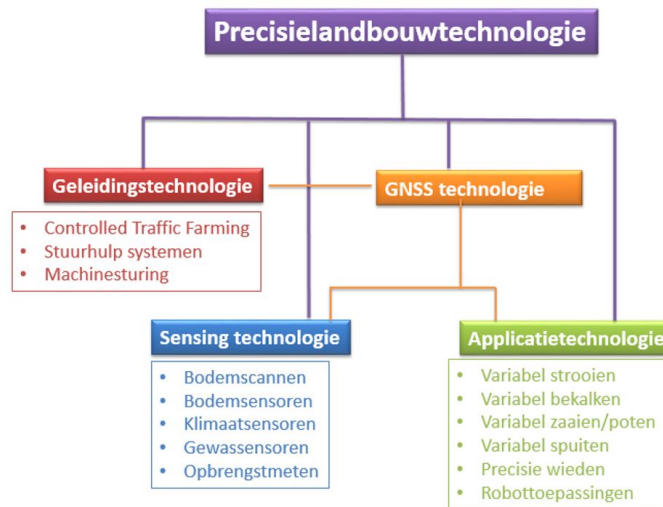 Precisielandbouwtechnologie
Geleidingstechnologie
GNSS technologie
• Controlled Traffic Farming
• Stuurhulp systemen
• Machinesturing
Sensing technologie
Applicatietechnologie
• Bodemscannen
• Bodemsensoren
• Klimaatsensoren
• Gewassensoren
• Opbrengstmeten
• Variabel strooien
• Variabel bekalken
• Variabel zaaien/poten
• Variabel spuiten
• Precisie wieden
• Robottoepassingen